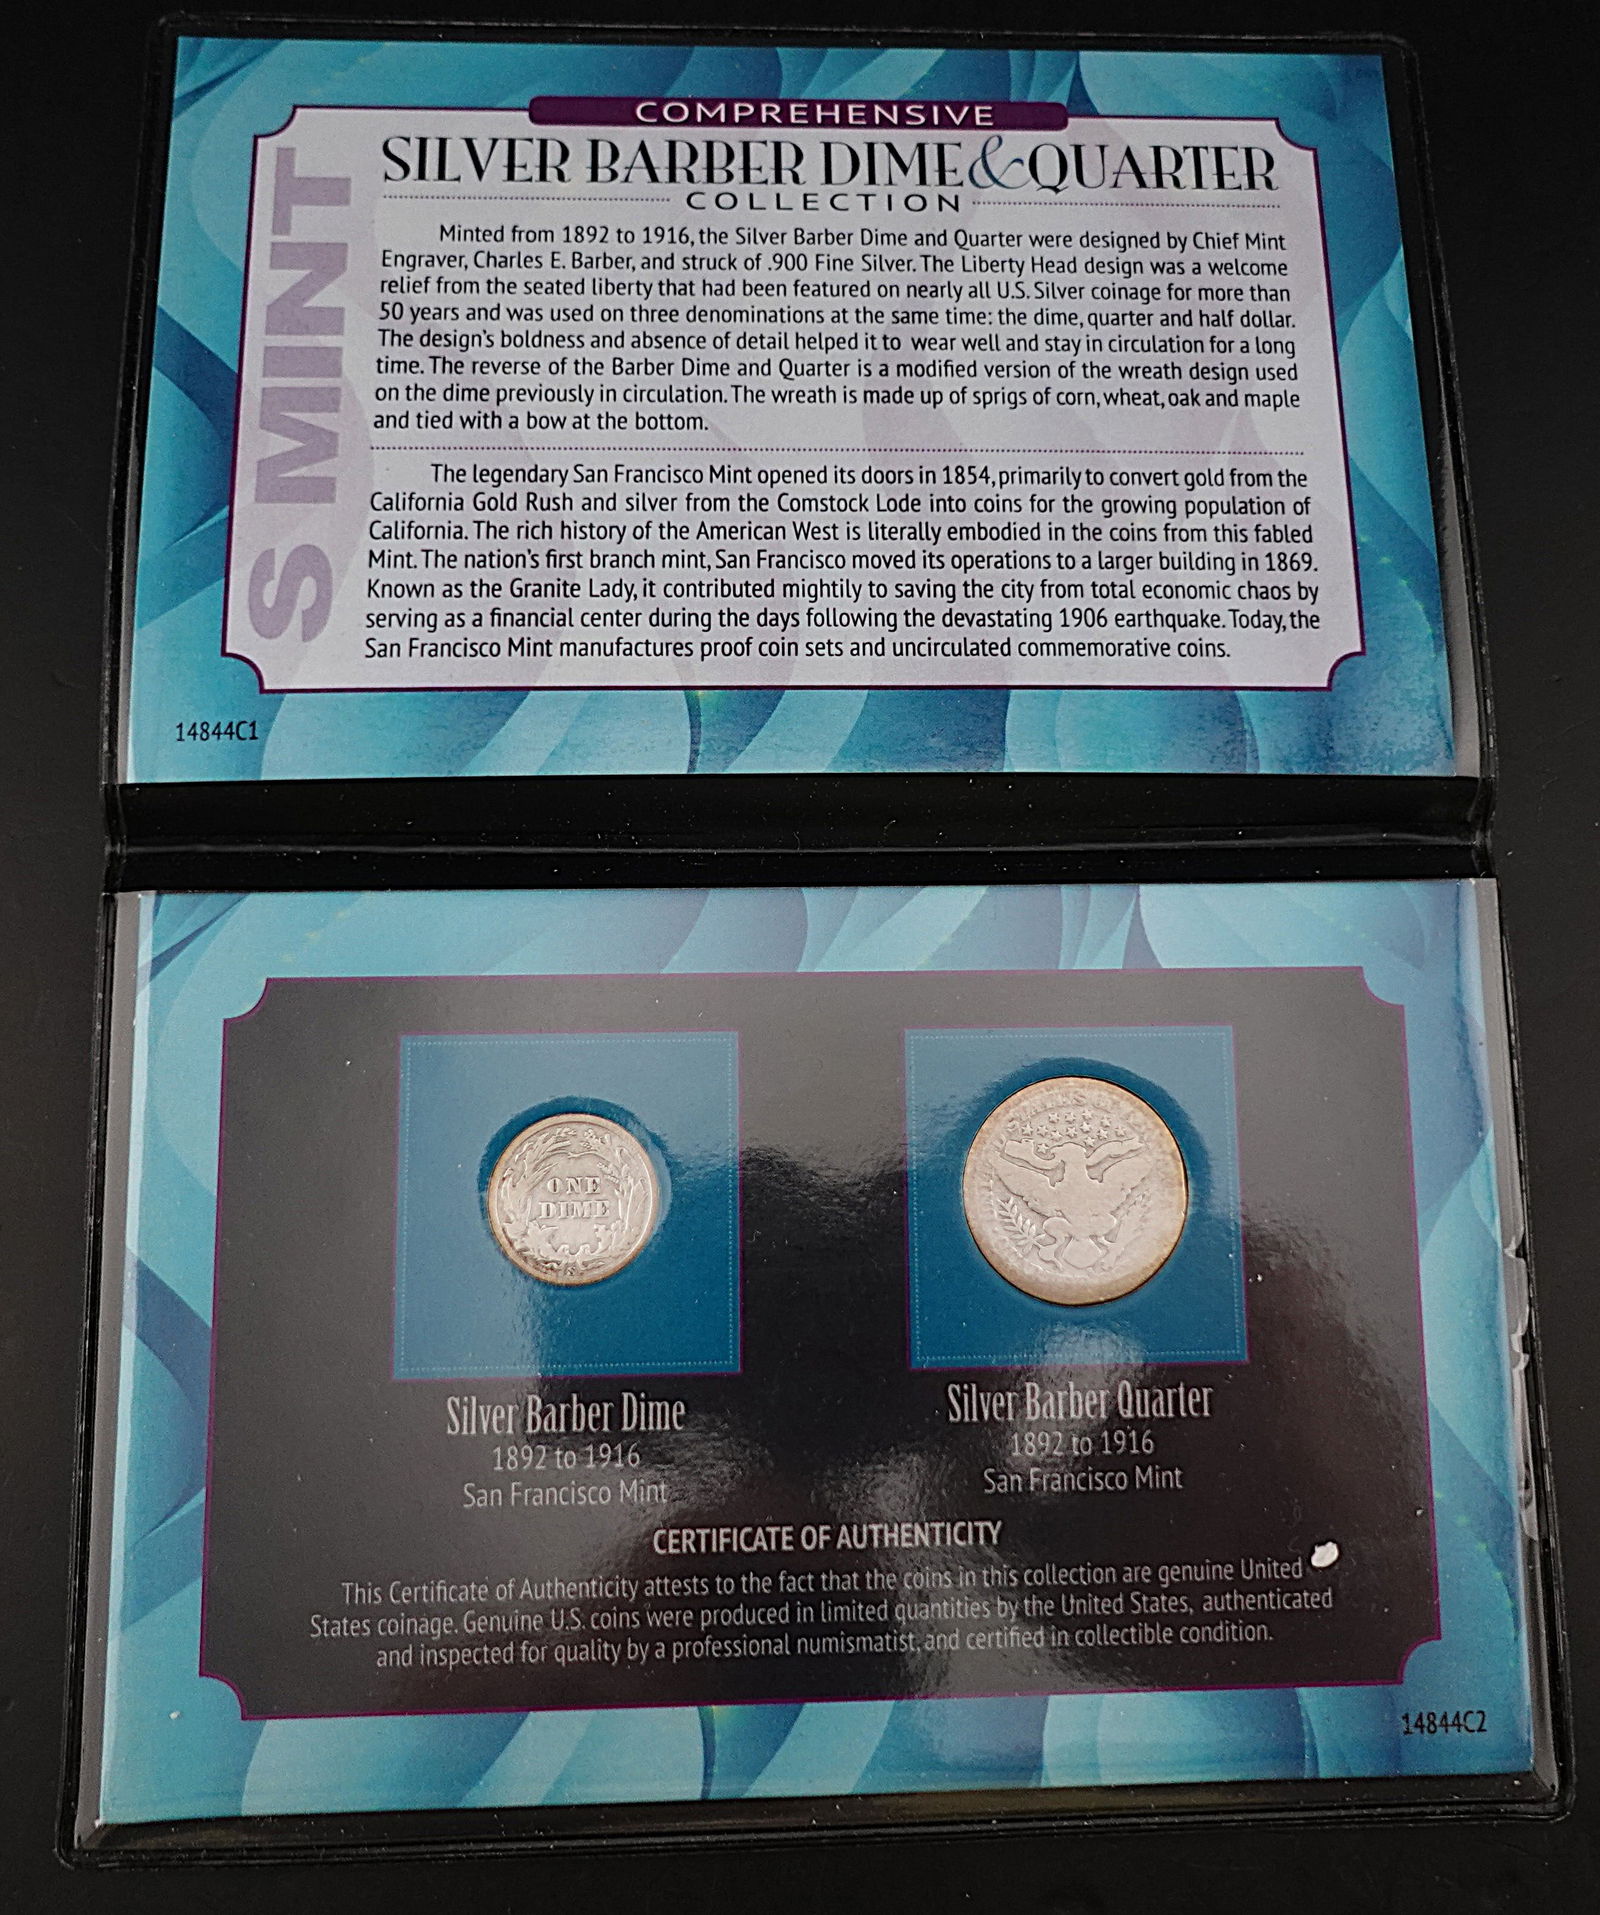 COMPREHENSIVE
SILVER BARBER DIME & QUARTER
COLLECTION
S MINT
Minted from 1892 to 1916, the Silver Barber Dime and Quarter were designed by Chief Mint
Engraver, Charles E. Barber, and struck of .900 Fine Silver. The Liberty Head design was a welcome
relief from the seated liberty that had been featured on nearly all U.S. Silver coinage for more than
50 years and was used on three denominations at the same time: the dime, quarter and half dollar.
The design's boldness and absence of detail helped it to wear well and stay in circulation for a long
time. The reverse of the Barber Dime and Quarter is a modified version of the wreath design used
on the dime previously in circulation. The wreath is made up of sprigs of corn, wheat, oak and maple
and tied with a bow at the bottom.
The legendary San Francisco Mint opened its doors in 1854, primarily to convert gold from the
California Gold Rush and silver from the Comstock Lode into coins for the growing population of
California. The rich history of the American West is literally embodied in the coins from this fabled
Mint. The nation's first branch mint, San Francisco moved its operations to a larger building in 1869.
Known as the Granite Lady, it contributed mightily to saving the city from total economic chaos by
serving as a financial center during the days following the devastating 1906 earthquake. Today, the
San Francisco Mint manufactures proof coin sets and uncirculated commemorative coins.
14844C1
ONE
DIME
S
Silver Barber Dime
1892 to 1916
San Francisco Mint
Silver Barber Quarter
1892 to 1916
San Francisco Mint
CERTIFICATE OF AUTHENTICITY
This Certificate of Authenticity attests to the fact that the coins in this collection are genuine United
States coinage. Genuine U.S. coins were produced in limited quantities by the United States, authenticated
and inspected for quality by a professional numismatist, and certified in collectible condition.
14844C2